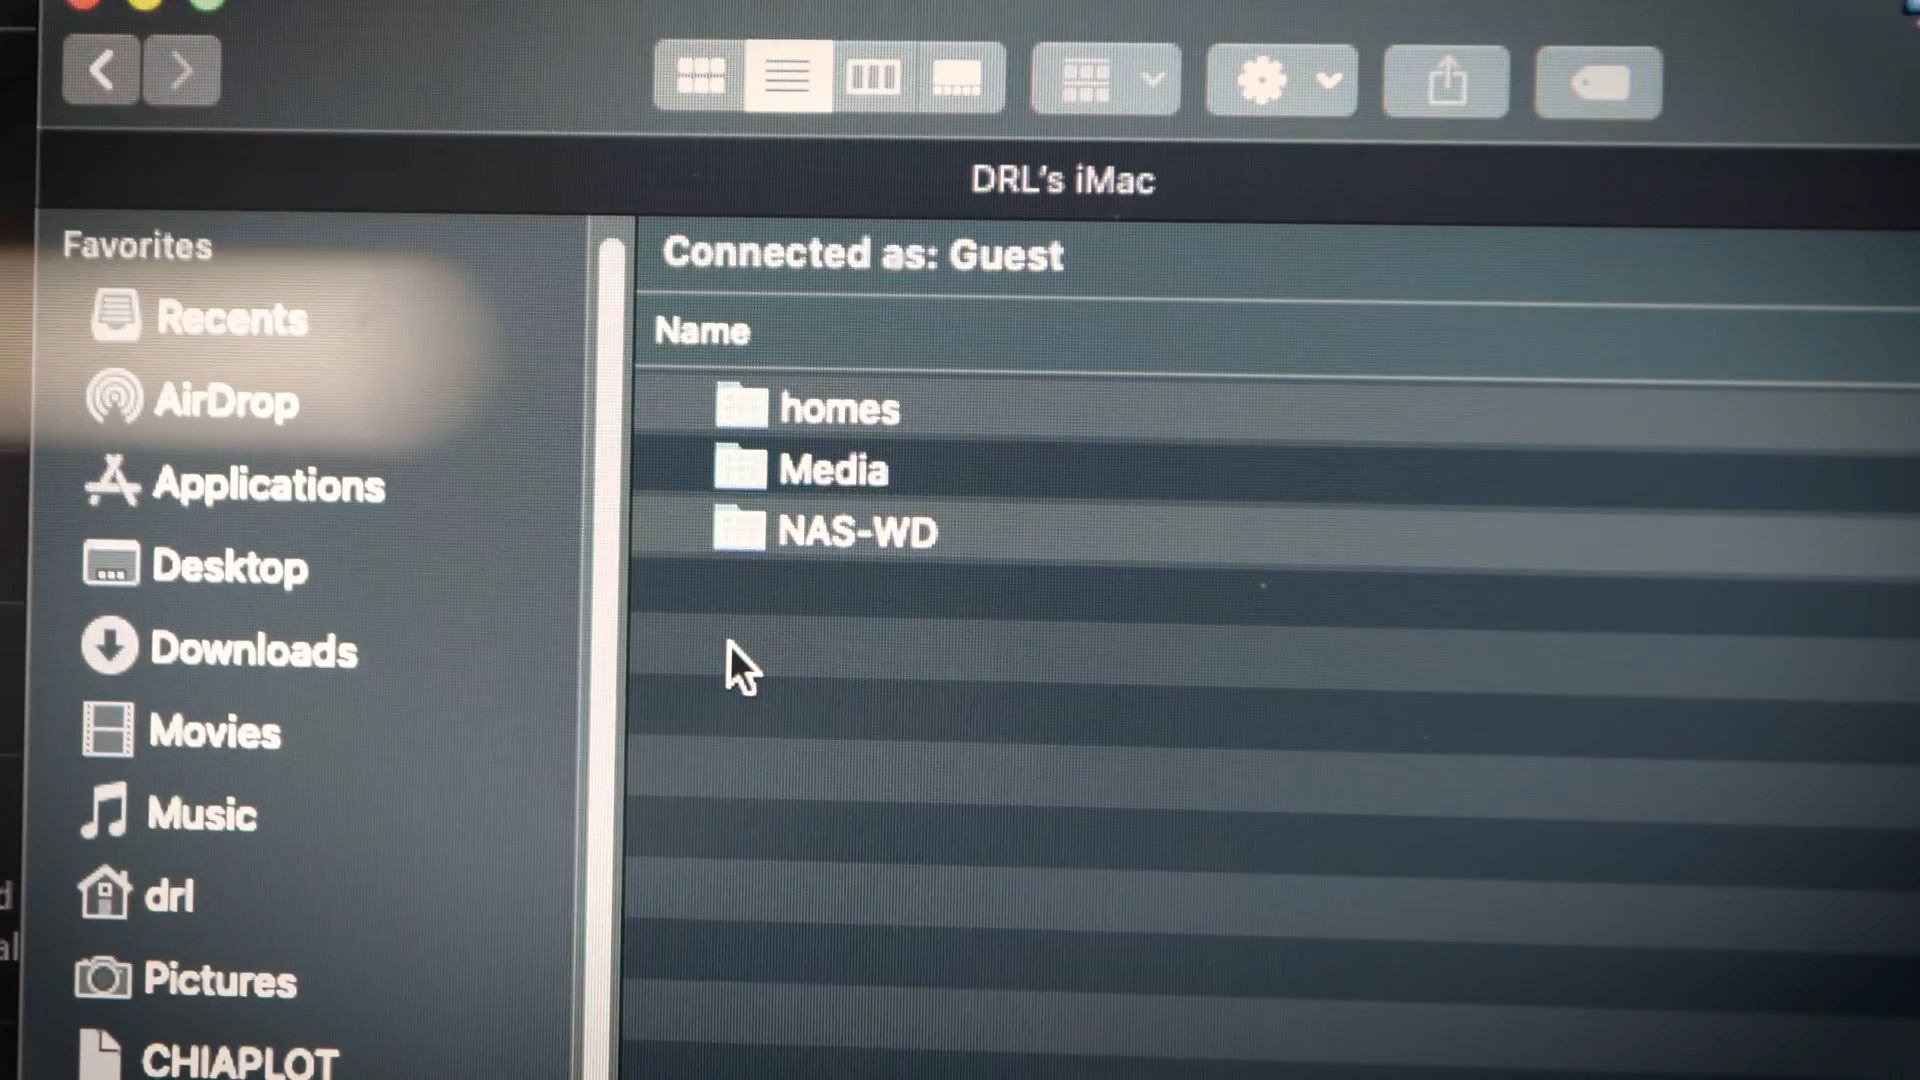 DRL's iMac
Favorites
Recents
AirDrop
Applications
Desktop
Downloads
Movies
Music
drl
Pictures
CHIAPLOT
Connected as: Guest
Name
homes
Media
NAS-WD